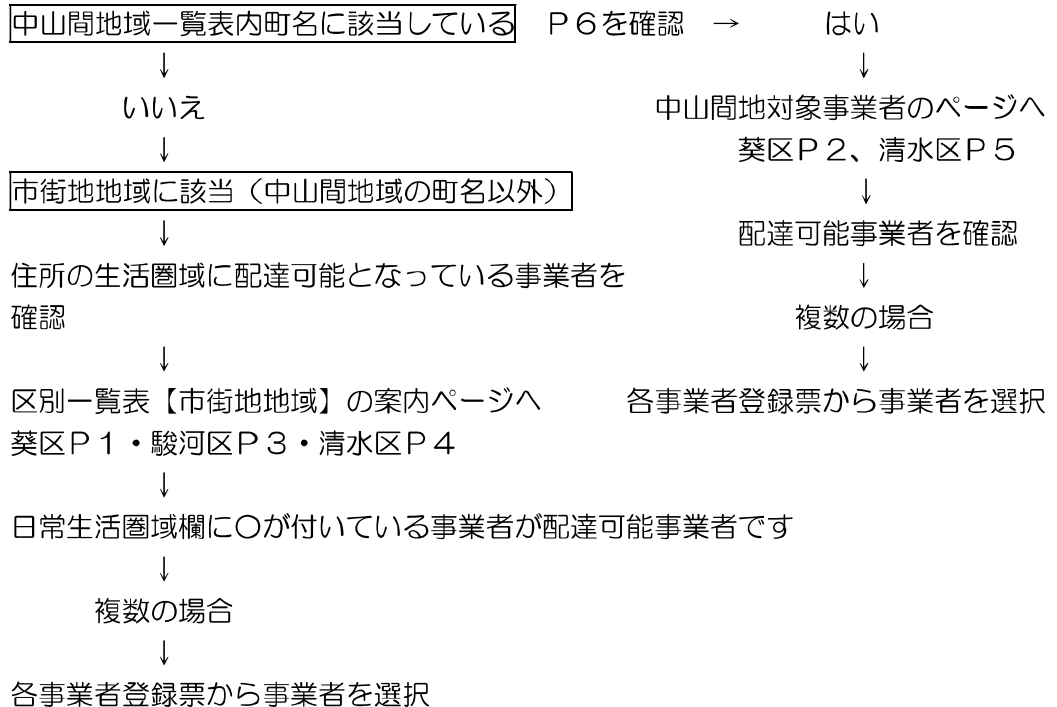 中山間地域一覧表内町名に該当している　Ｐ６を確認　→　はい
↓　↓
いいえ　中山間地対象事業者のページへ
葵区Ｐ２、清水区Ｐ５
↓
市街地地域に該当（中山間地域の町名以外）　↓
↓　配達可能事業者を確認
住所の生活圏域に配達可能となっている事業者を　↓
確認　複数の場合
↓　↓
区別一覧表【市街地地域】の案内ページへ　各事業者登録票から事業者を選択
葵区Ｐ１・駿河区Ｐ３・清水区Ｐ４
↓
日常生活圏域欄に〇が付いている事業者が配達可能事業者です
↓
複数の場合
↓
各事業者登録票から事業者を選択